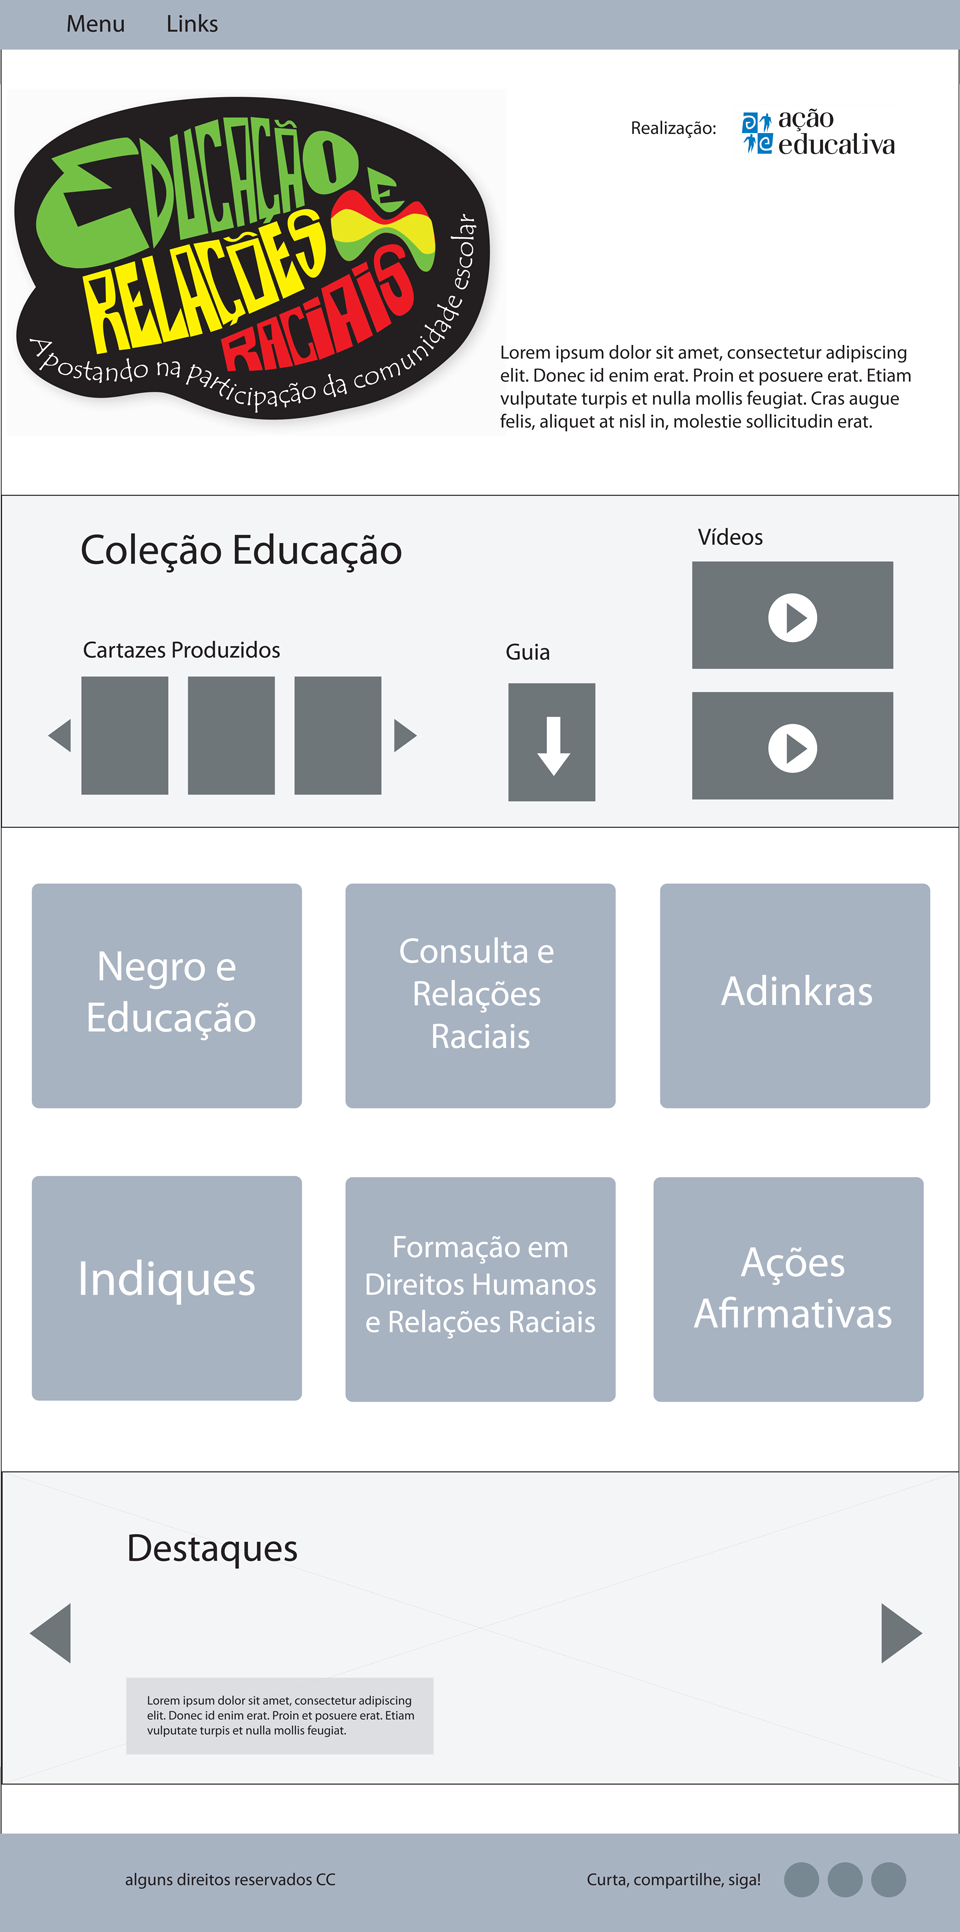 Menu Links
EDUCAÇÃO E
RELAÇÕES
RACIAIS
Apostando na participação da comunidade escolar
Realização:
ação
educativa
Lorem ipsum dolor sit amet, consectetur adipiscing
elit. Donec id enim erat. Proin et posuere erat. Etiam
vulputate turpis et nulla mollis feugiat. Cras augue
felis, aliquet at nisl in, molestie sollicitudin erat.
Coleção Educação
Cartazes Produzidos
Guia
Vídeos
Negro e
Educação
Consulta e
Relações
Raciais
Adinkras
Indiques
Formação em
Direitos Humanos
e Relações Raciais
Ações
Afirmativas
Destaques
Lorem ipsum dolor sit amet, consectetur adipiscing
elit. Donec id enim erat. Proin et posuere erat. Etiam
vulputate turpis et nulla mollis feugiat.
alguns direitos reservados CC
Curta, compartilhe, siga!